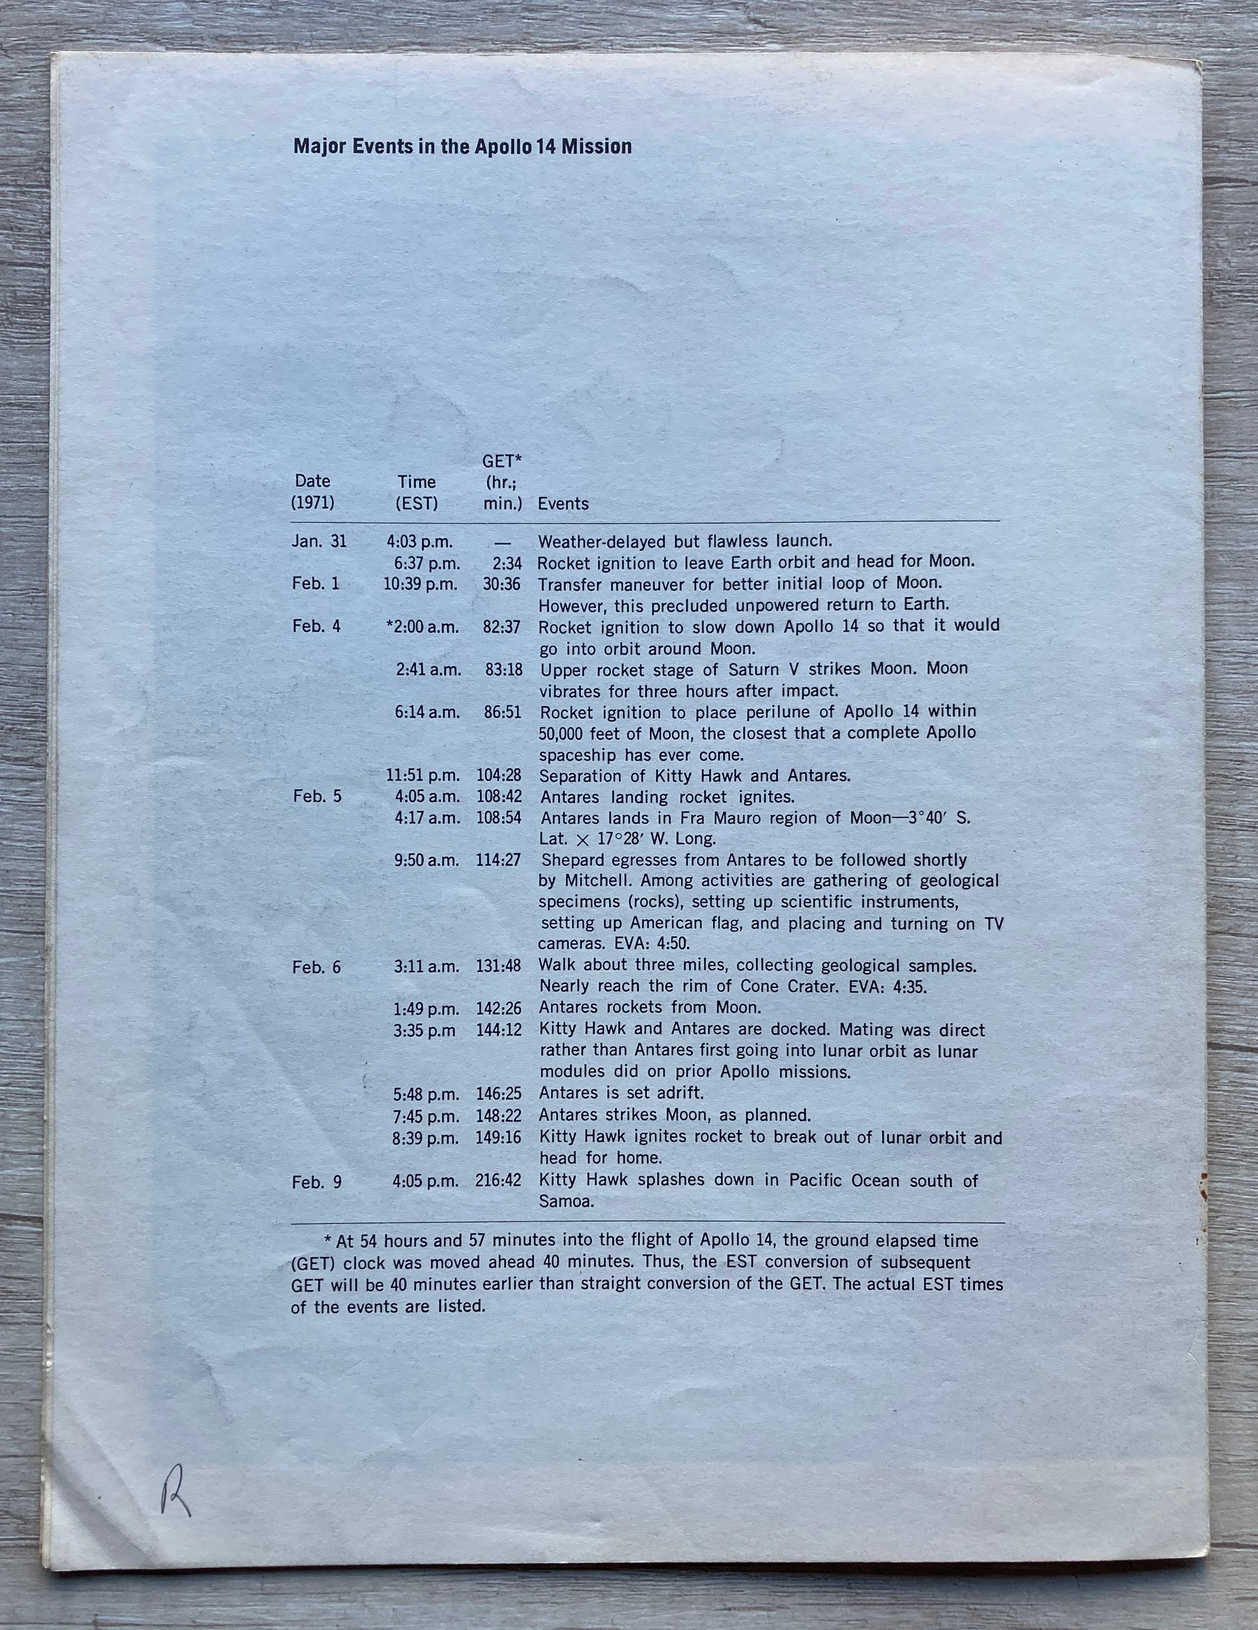 Major Events in the Apollo 14 Mission
GET*
Date Time (hr.;
(1971) (EST) min.) Events
Jan. 31 4:03 p.m. — Weather-delayed but flawless launch.
6:37 p.m. 2:34 Rocket ignition to leave Earth orbit and head for Moon.
Feb. 1 10:39 p.m. 30:36 Transfer maneuver for better initial loop of Moon.
However, this precluded unpowered return to Earth.
Feb. 4 *2:00 a.m. 82:37 Rocket ignition to slow down Apollo 14 so that it would
go into orbit around Moon.
2:41 a.m. 83:18 Upper rocket stage of Saturn V strikes Moon. Moon
vibrates for three hours after impact.
6:14 a.m. 86:51 Rocket ignition to place perilune of Apollo 14 within
50,000 feet of Moon, the closest that a complete Apollo
spaceship has ever come.
11:51 p.m. 104:28 Separation of Kitty Hawk and Antares.
Feb. 5 4:05 a.m. 108:42 Antares landing rocket ignites.
4:17 a.m. 108:54 Antares lands in Fra Mauro region of Moon—3°40′ S.
Lat. × 17°28′ W. Long.
9:50 a.m. 114:27 Shepard egresses from Antares to be followed shortly
by Mitchell. Among activities are gathering of geological
specimens (rocks), setting up scientific instruments,
setting up American flag, and placing and turning on TV
cameras. EVA: 4:50.
Feb. 6 3:11 a.m. 131:48 Walk about three miles, collecting geological samples.
Nearly reach the rim of Cone Crater. EVA: 4:35.
1:49 p.m. 142:26 Antares rockets from Moon.
3:35 p.m 144:12 Kitty Hawk and Antares are docked. Mating was direct
rather than Antares first going into lunar orbit as lunar
modules did on prior Apollo missions.
5:48 p.m. 146:25 Antares is set adrift.
7:45 p.m. 148:22 Antares strikes Moon, as planned.
8:39 p.m. 149:16 Kitty Hawk ignites rocket to break out of lunar orbit and
head for home.
Feb. 9 4:05 p.m. 216:42 Kitty Hawk splashes down in Pacific Ocean south of
Samoa.
* At 54 hours and 57 minutes into the flight of Apollo 14, the ground elapsed time
(GET) clock was moved ahead 40 minutes. Thus, the EST conversion of subsequent
GET will be 40 minutes earlier than straight conversion of the GET. The actual EST times
of the events are listed.
R